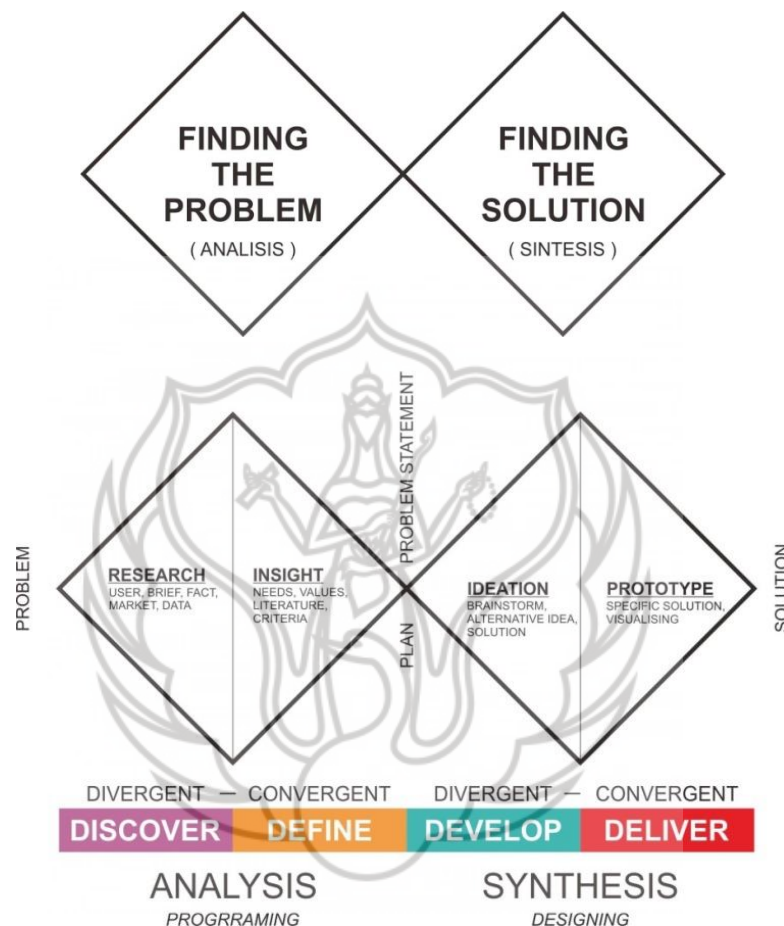 FINDING
THE
PROBLEM
( ANALISIS )
FINDING
THE
SOLUTION
( SINTESIS )
PROBLEM
RESEARCH
USER, BRIEF, FACT,
MARKET, DATA
INSIGHT
NEEDS, VALUES,
LITERATURE,
CRITERIA
PROBLEM STATEMENT
PLAN
IDEATION
BRAINSTORM,
ALTERNATIVE IDEA,
SOLUTION
PROTOTYPE
SPECIFIC SOLUTION,
VISUALISING
SOLUTION
DIVERGENT – CONVERGENT
DIVERGENT – CONVERGENT
DISCOVER
DEFINE
DEVELOP
DELIVER
ANALYSIS
PROGRRAMING
SYNTHESIS
DESIGNING